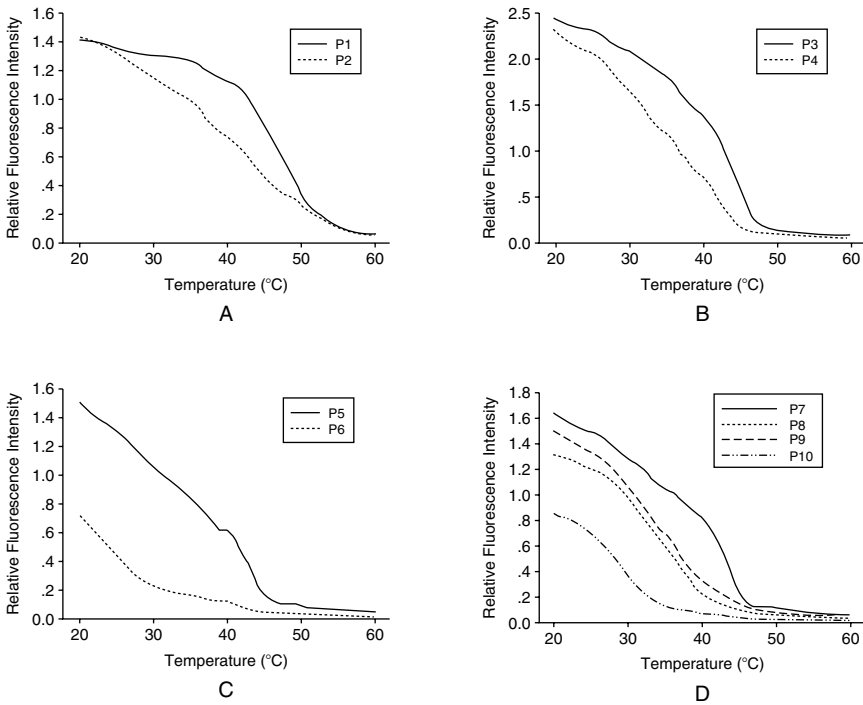 Relative Fluorescence Intensity
1.6
1.4
1.2
1.0
.8
.6
.4
.2
0.0
P1
P2
20 30 40 50 60
Temperature (°C)
A
Relative Fluorescence Intensity
2.5
2.0
1.5
1.0
.5
0.0
P3
P4
20 30 40 50 60
Temperature (°C)
B
Relative Fluorescence Intensity
1.6
1.4
1.2
1.0
.8
.6
.4
.2
0.0
P5
P6
20 30 40 50 60
Temperature (°C)
C
Relative Fluorescence Intensity
1.8
1.6
1.4
1.2
1.0
.8
.6
.4
.2
0.0
P7
P8
P9
P10
20 30 40 50 60
Temperature (°C)
D